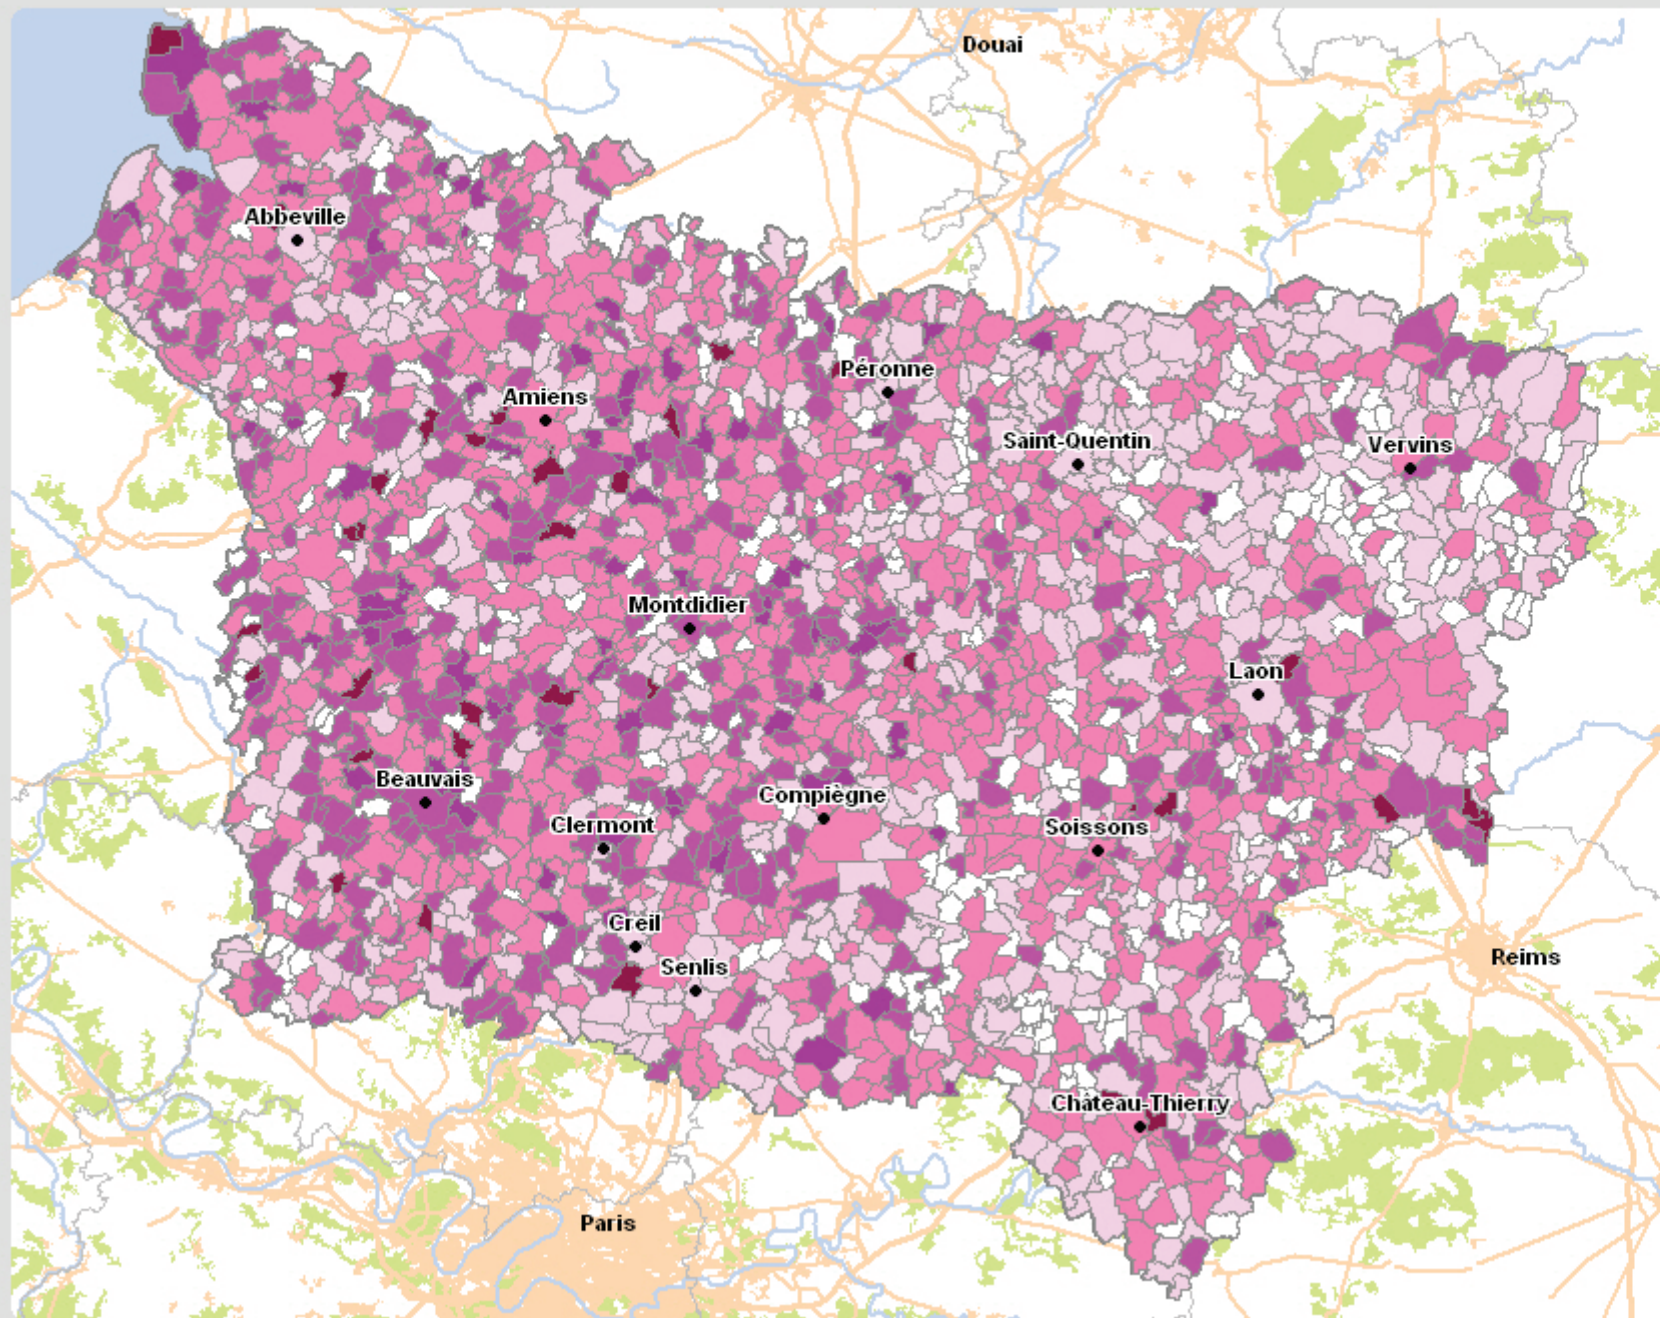 Douai
Abbeville
Péronne
Amiens
Saint-Quentin
Vervins
Montdidier
Laon
Beauvais
Compiègne
Clermont
Soissons
Creil
Senlis
Reims
Château-Thierry
Paris